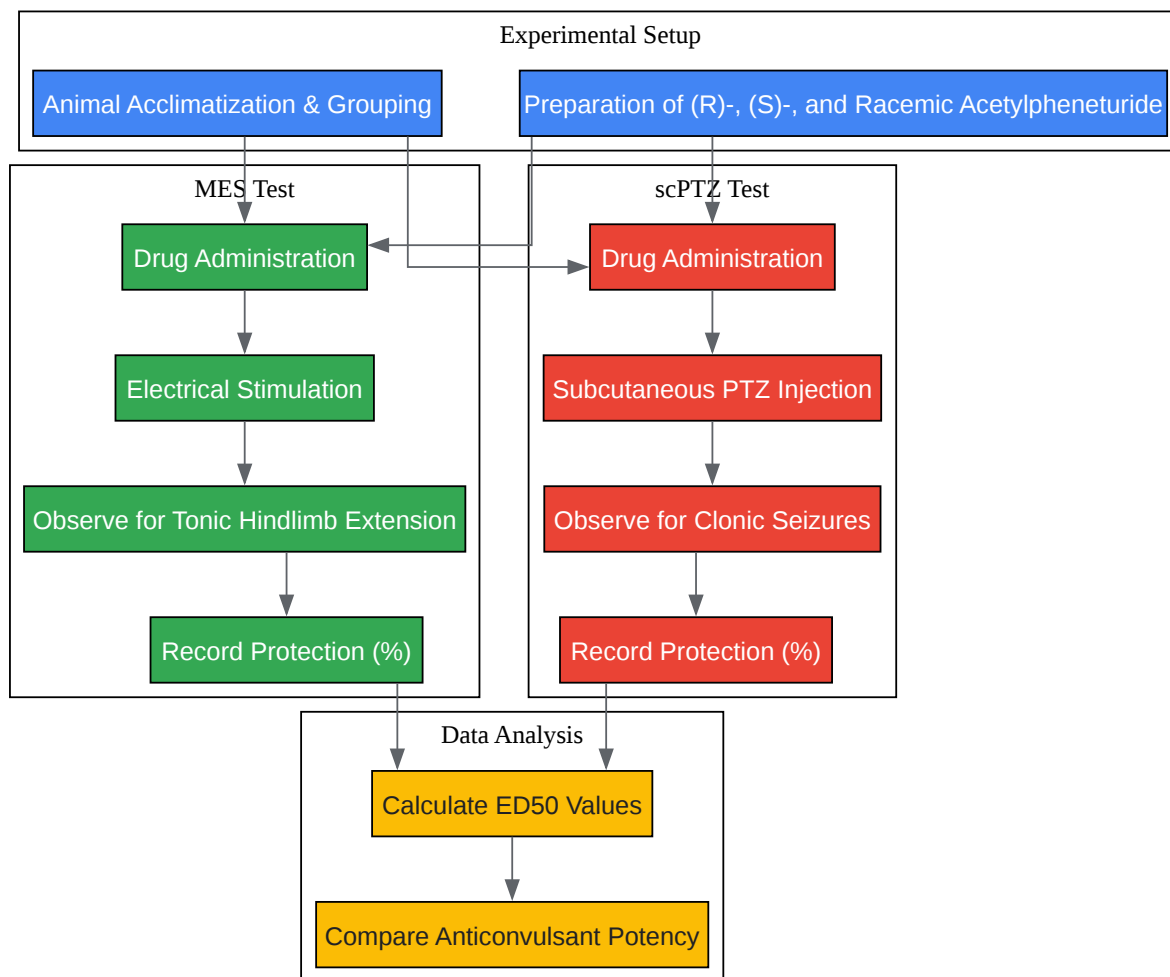 Experimental Setup
Animal Acclimatization & Grouping
Preparation of (R)-, (S)-, and Racemic Acetylpheneturide
MES Test
Drug Administration
Electrical Stimulation
Observe for Tonic Hindlimb Extension
Record Protection (%)
scPTZ Test
Drug Administration
Subcutaneous PTZ Injection
Observe for Clonic Seizures
Record Protection (%)
Data Analysis
Calculate ED50 Values
Compare Anticonvulsant Potency